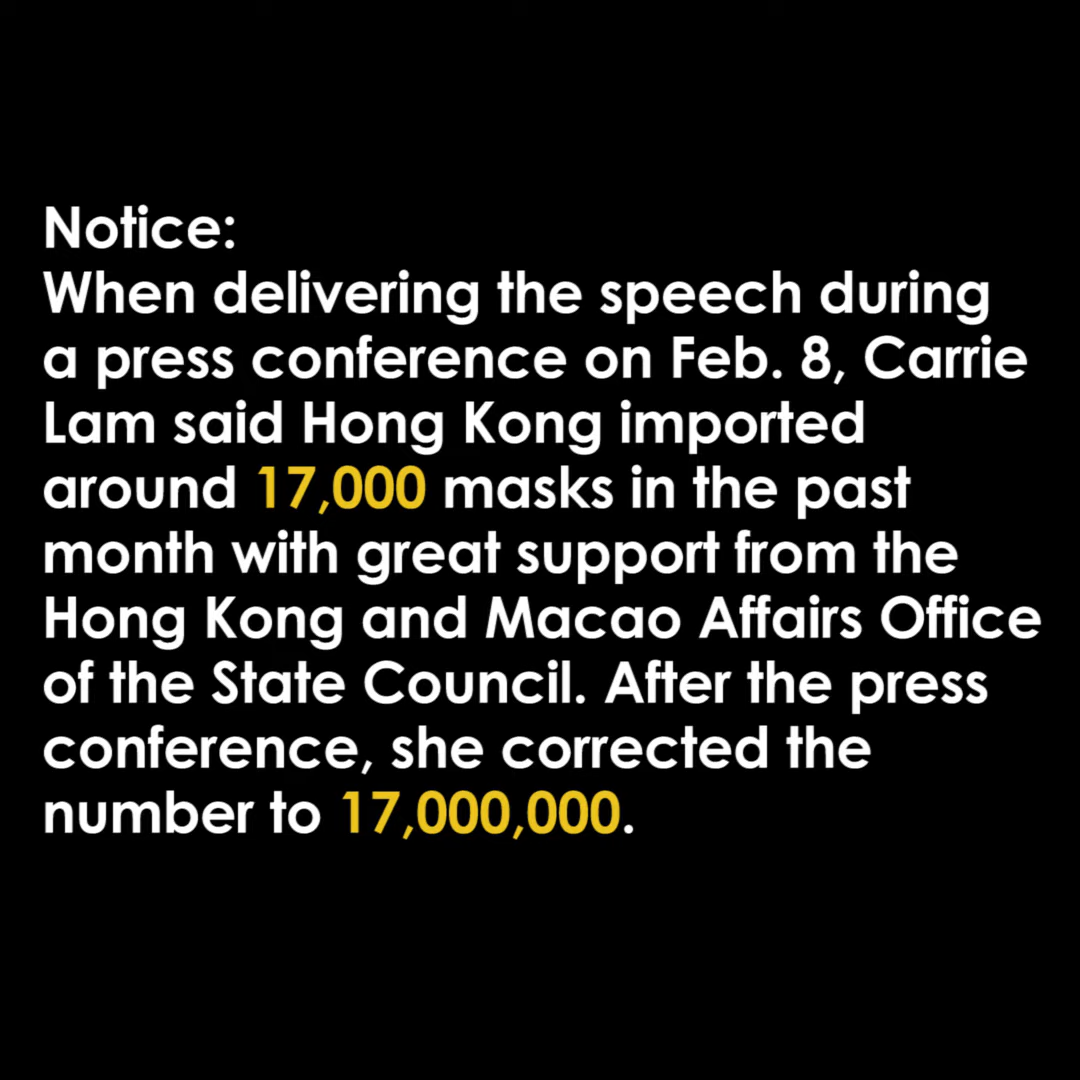 Notice:
When delivering the speech during
a press conference on Feb. 8, Carrie
Lam said Hong Kong imported
around 17,000 masks in the past
month with great support from the
Hong Kong and Macao Affairs Office
of the State Council. After the press
conference, she corrected the
number to 17,000,000.